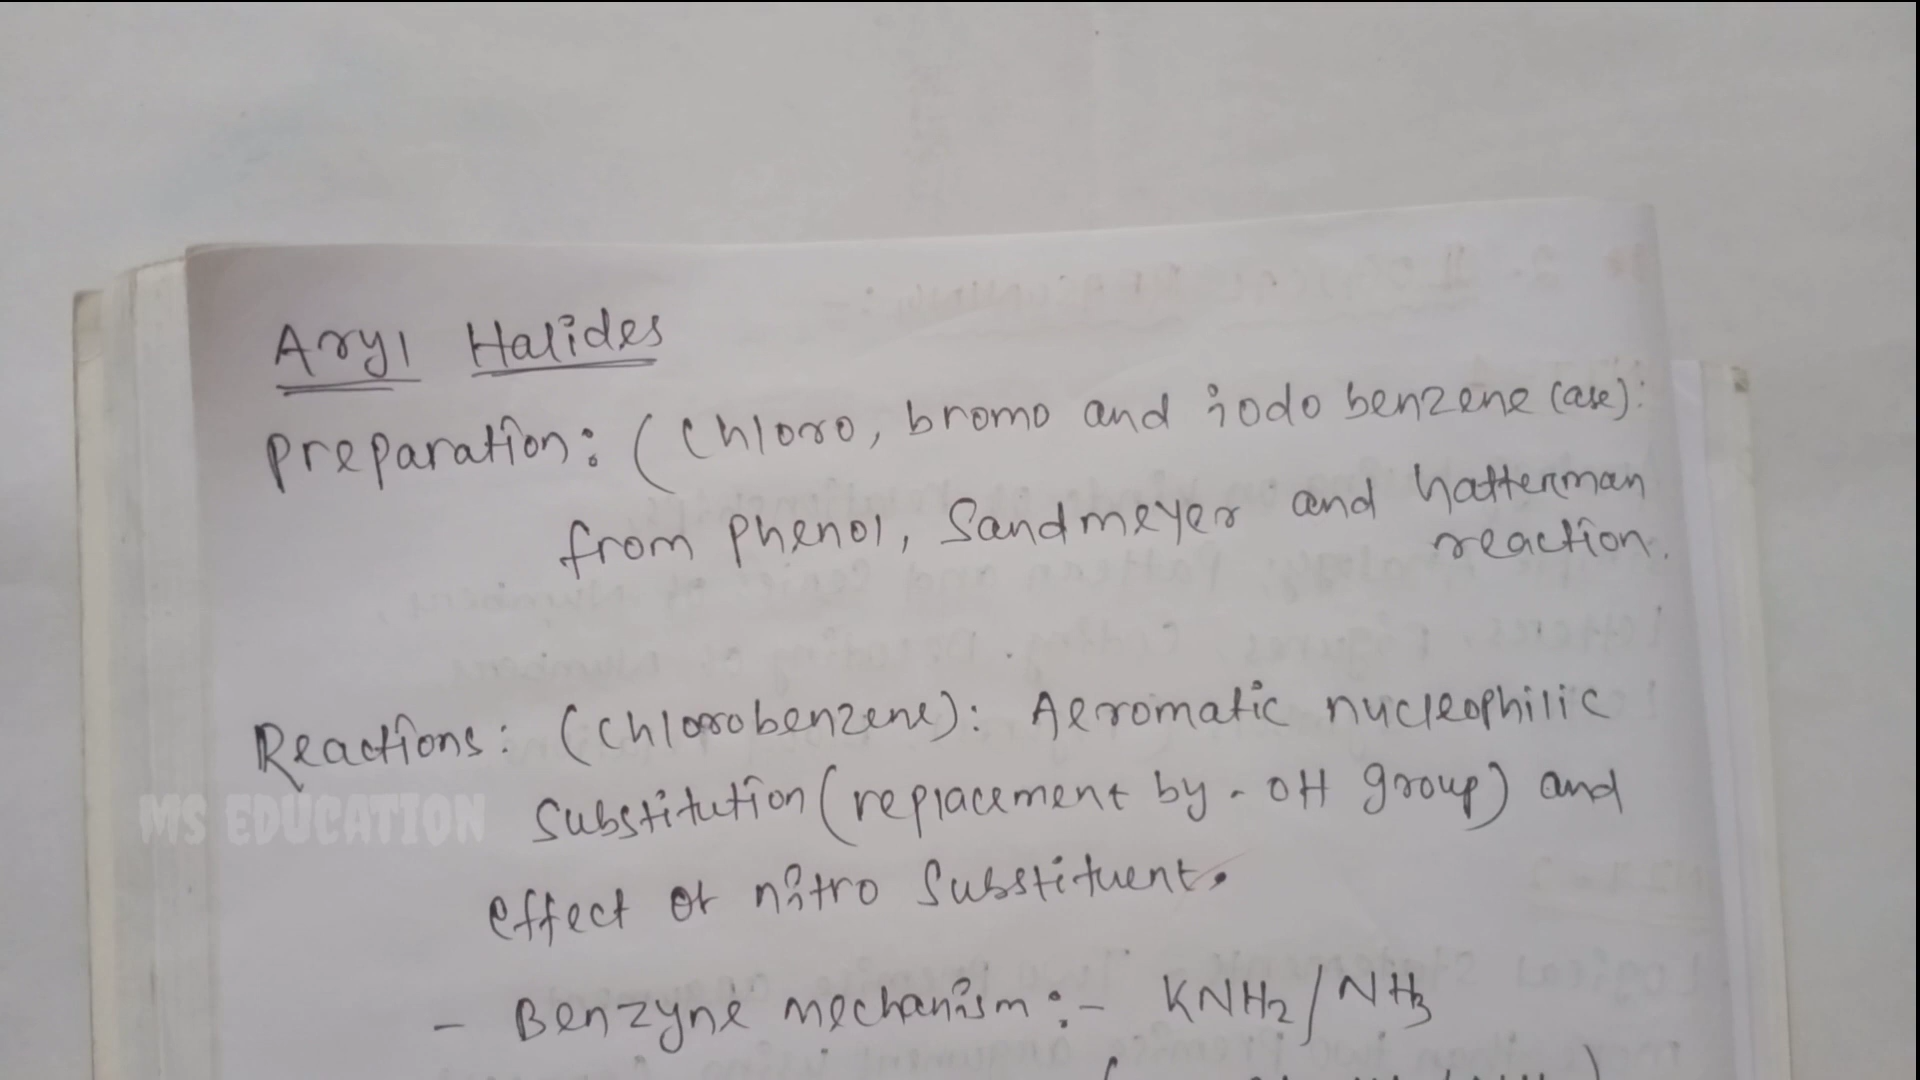 Aryl Halides
Preparation: (Chloro, bromo and iodo benzene (ase):
from phenol, Sandmeyer and hatterman
reaction.
Reactions: (Chlorobenzene): Aeromatic nucleophilic
MS EDUCATION
Substitution (replacement by - OH group) and
effect of nitro Substituent.
- Benzyne mechanism :- KNH2/NH3